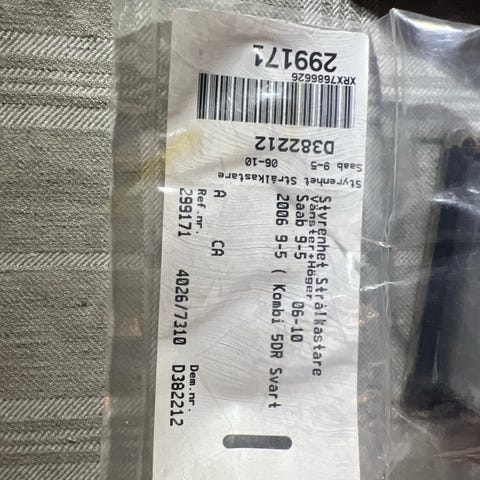 299171
XRX7686626
D382212
Saab 9-5 06-10
Styrenhet Strålkastare
Styrenhet Strålkastare
Vänster+Höger
Saab 9-5 06-10
2006 9-5 ( Kombi 5DR Svart
A CA
Ref.nr. Dem.nr.
299171 4026/7310 D382212